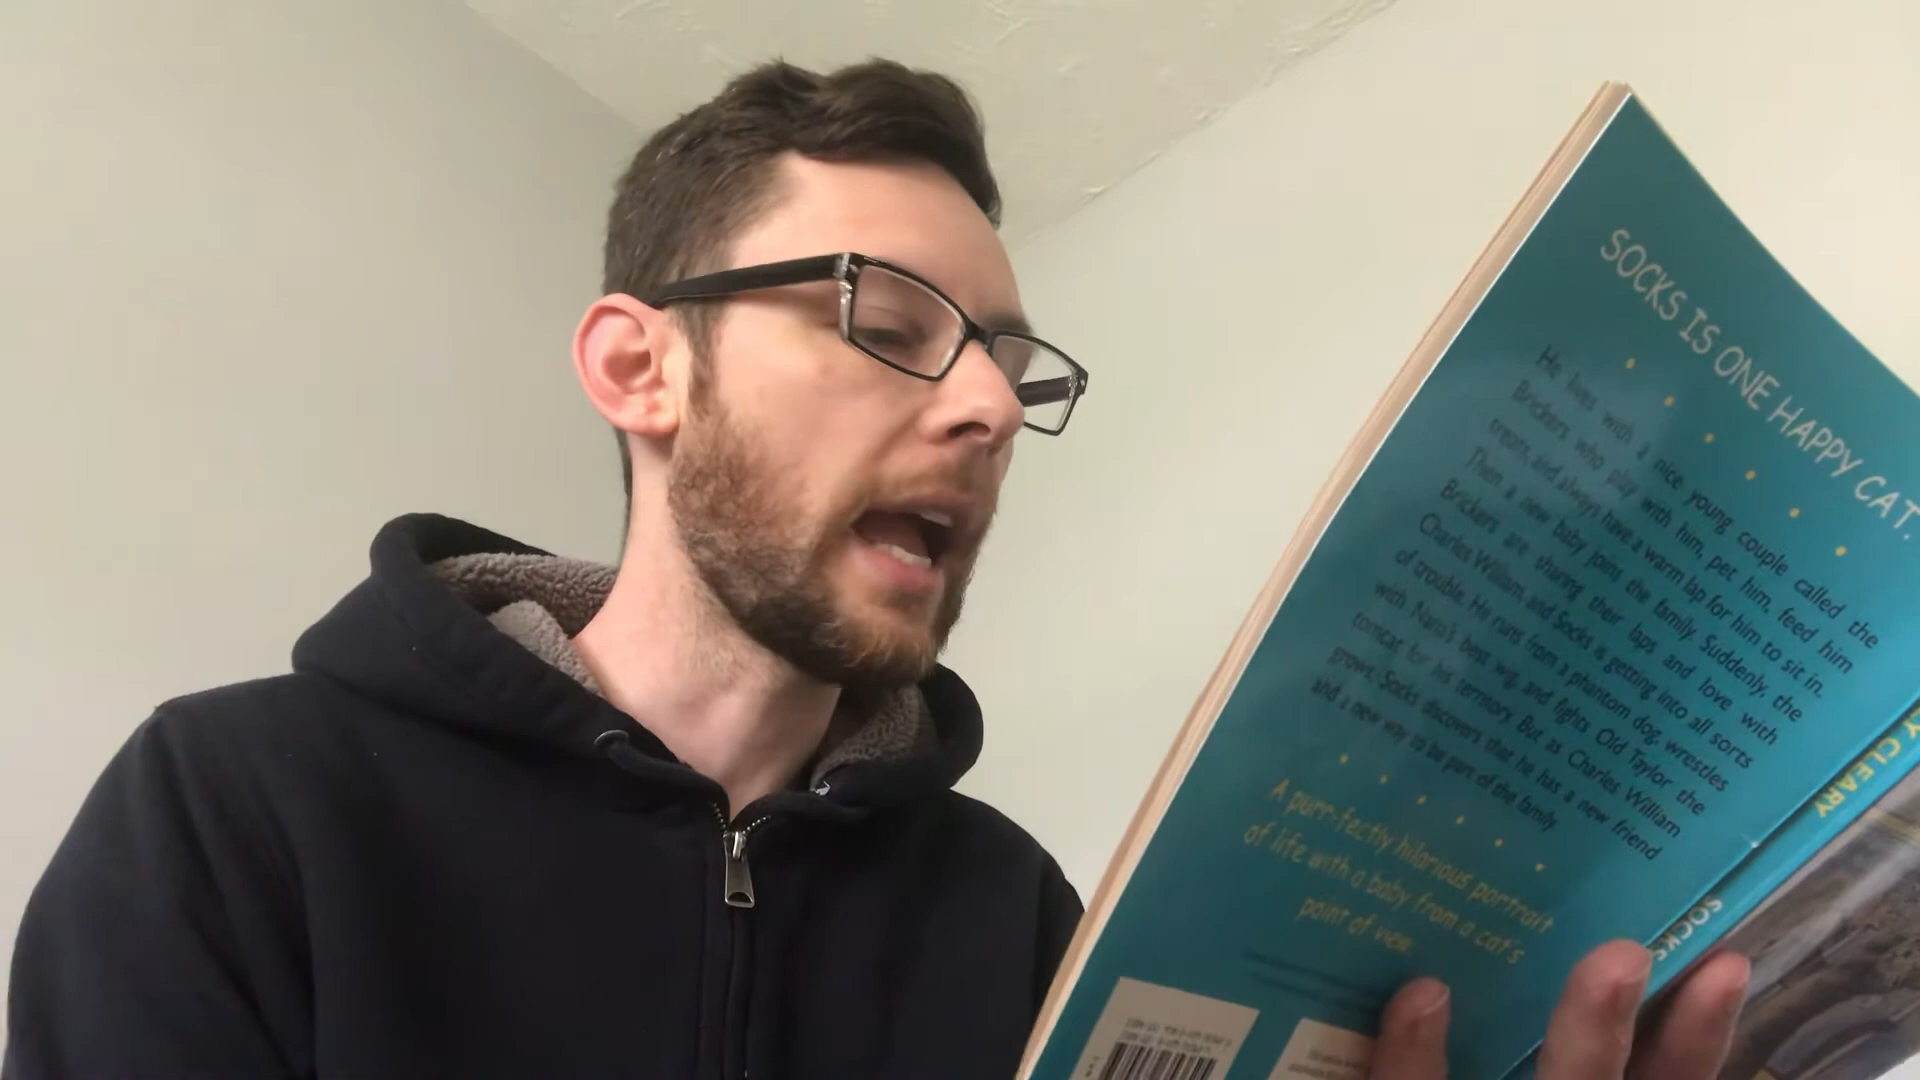 SOCKS IS ONE HAPPY CAT.
He lives with a nice young couple called the
Brickers who play with him, pet him, feed him
treats, and always have a warm lap for him to sit in.
Then a new baby joins the family. Suddenly, the
Brickers are sharing their laps and love with
Charles William, and Socks is getting into all sorts
of trouble. He runs from a phantom dog, wrestles
with Nana's best wig, and fights Old Taylor the
tomcat for his territory. But as Charles William
grows, Socks discovers that he has a new friend
and a new way to be part of the family.
A purr-fectly hilarious portrait
of life with a baby from a cat's
point of view.
Y CLEARY
SOCKS